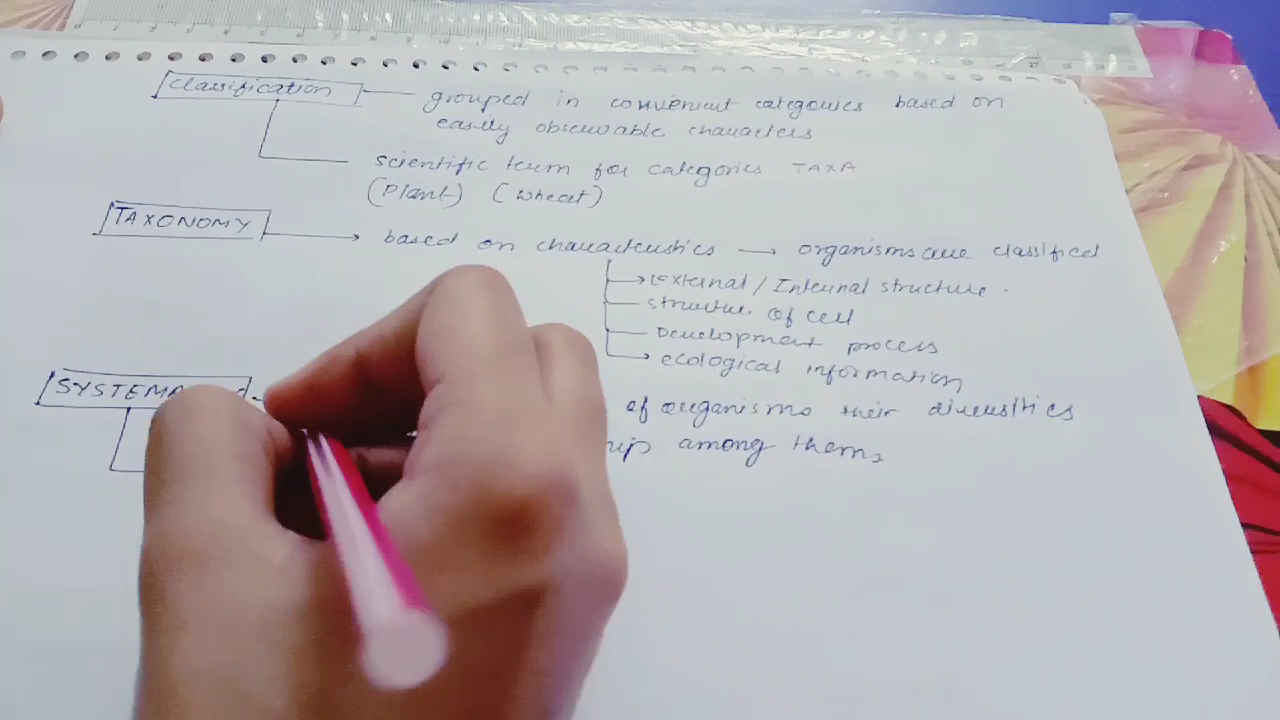 Classification
grouped in convenient categories based on
easily observable characters
scientific term for categories TAXA
(Plant) (wheat)
TAXONOMY
based on characteristics → organisms are classified
External / Internal structure
structure of cell
Development process
ecological information
of organisms their diversities
among them